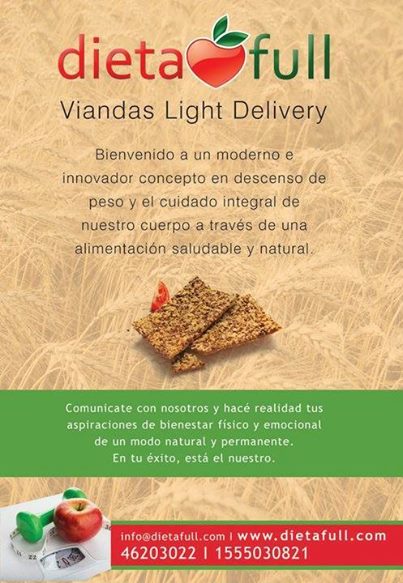 dieta full
Viandas Light Delivery
Bienvenido a un moderno e
innovador concepto en descenso de
peso y el cuidado integral de
nuestro cuerpo a través de una
alimentación saludable y natural.
Comunicate con nosotros y hacé realidad tus
aspiraciones de bienestar físico y emocional
de un modo natural y permanente.
En tu éxito, está el nuestro.
info@dietafull.com | www.dietafull.com
46203022 | 1555030821